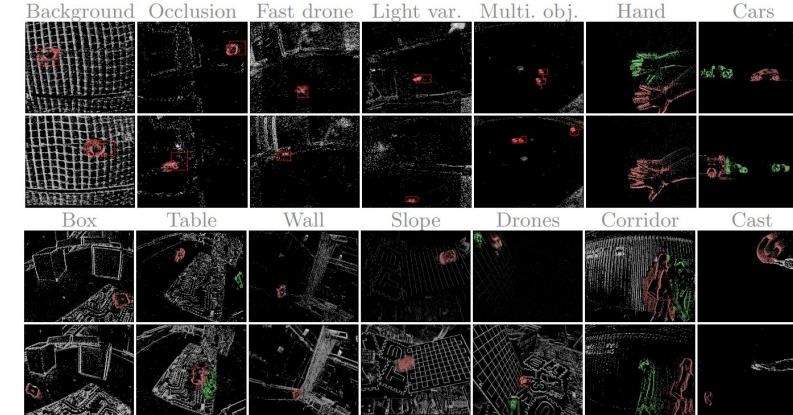 Background Occlusion Fast drone Light var. Multi. obj. Hand Cars
Box Table Wall Slope Drones Corridor Cast